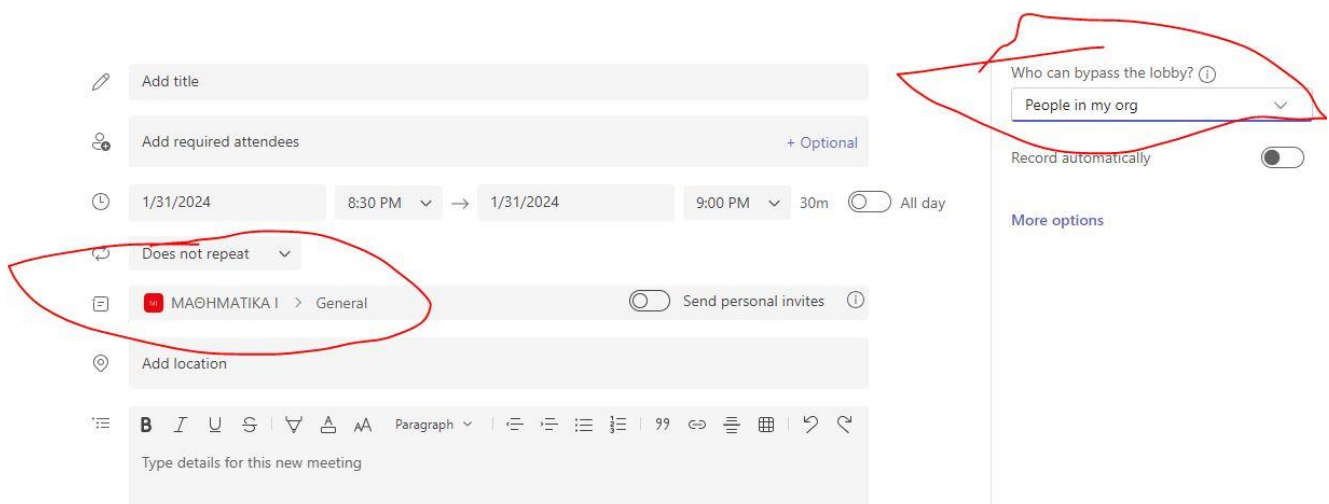 Add title
Add required attendees + Optional
1/31/2024 8:30 PM → 1/31/2024 9:00 PM 30m All day
Does not repeat
ΜΑΘΗΜΑΤΙΚΑ Ι > General Send personal invites
Add location
B I U S AA Paragraph 99
Type details for this new meeting
Who can bypass the lobby?
People in my org
Record automatically
More options